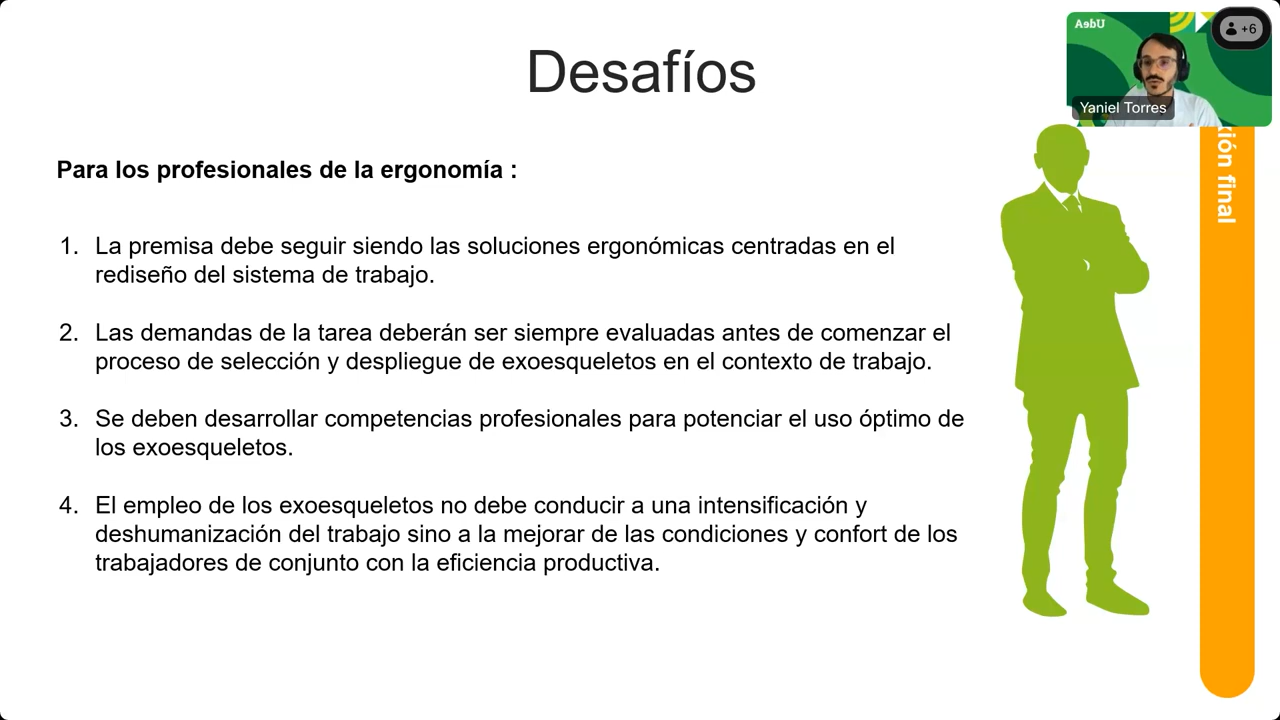 Desafíos
UdeA
+6
Yaniel Torres
xión final
Para los profesionales de la ergonomía :
1. La premisa debe seguir siendo las soluciones ergonómicas centradas en el
rediseño del sistema de trabajo.
2. Las demandas de la tarea deberán ser siempre evaluadas antes de comenzar el
proceso de selección y despliegue de exoesqueletos en el contexto de trabajo.
3. Se deben desarrollar competencias profesionales para potenciar el uso óptimo de
los exoesqueletos.
4. El empleo de los exoesqueletos no debe conducir a una intensificación y
deshumanización del trabajo sino a la mejorar de las condiciones y confort de los
trabajadores de conjunto con la eficiencia productiva.